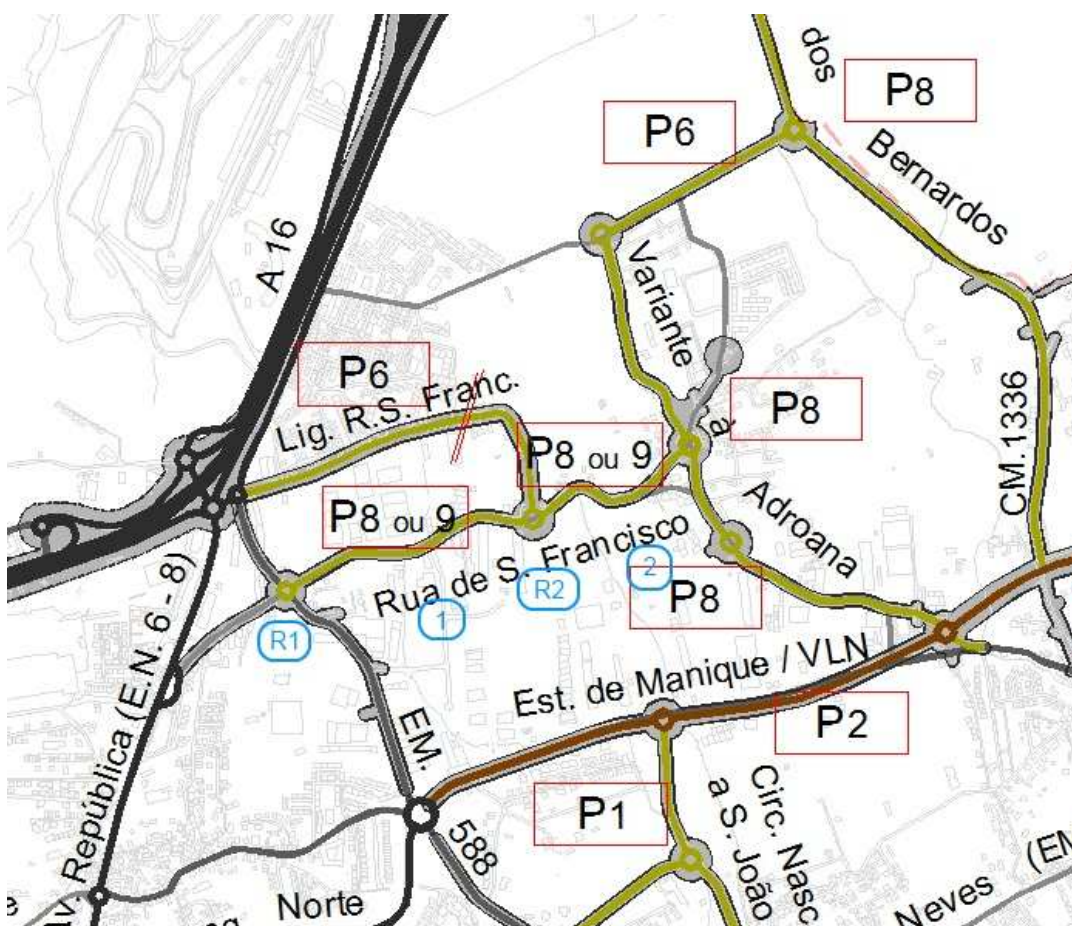 dos
P8
P6
Bernardos
A 16
Variante
P6
Lig. R.S. Franc.
P8
à
P8 ou 9
CM.1336
P8 ou 9
Adroana
Rua de S. Francisco
2
R2
P8
1
R1
Av. República (E.N. 6 - 8)
Est. de Manique / VLN
EM.
588
P2
P1
Circ. Nasc
a S. João
Norte
Neves
(EM